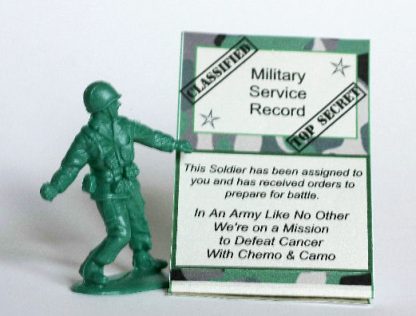 CLASSIFIED
Military
Service
Record
TOP SECRET
This Soldier has been assigned to
you and has received orders to
prepare for battle.
In An Army Like No Other
We're on a Mission
to Defeat Cancer
With Chemo & Camo